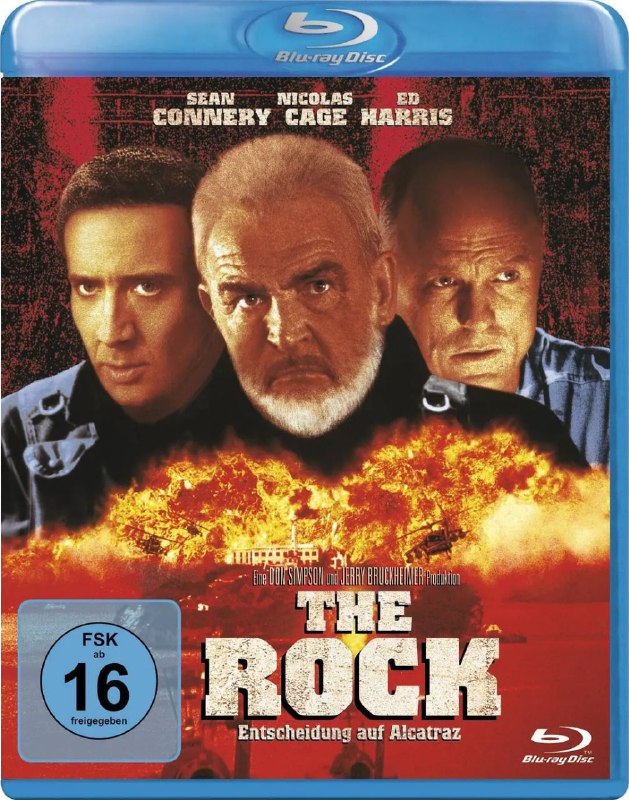 Blu-ray Disc
SEAN NICOLAS ED
CONNERY CAGE HARRIS
Eine DON SIMPSON und JERRY BRUCKHEIMER Produktion
THE
ROCK
Entscheidung auf Alcatraz
FSK
ab
16
freigegeben
Blu-ray Disc™